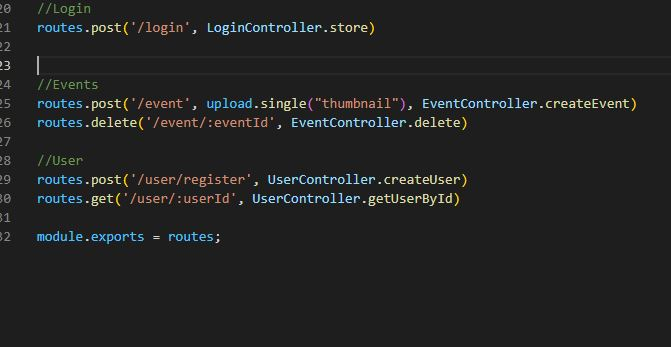 20 //Login
21 routes.post('/login', LoginController.store)
22
23
24 //Events
25 routes.post('/event', upload.single("thumbnail"), EventController.createEvent)
26 routes.delete('/event/:eventId', EventController.delete)
27
28 //User
29 routes.post('/user/register', UserController.createUser)
30 routes.get('/user/:userId', UserController.getUserById)
31
32 module.exports = routes;